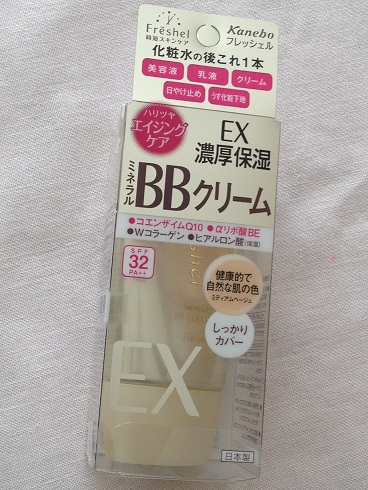 Freshel
時短スキンケア
Kanebo
フレッシェル
化粧水の後これ1本
美容液 乳液 クリーム
日やけ止め うす化粧下地
ハリツヤ
エイジング
ケア
EX
濃厚保湿
ミネラル
BBクリーム
●コエンザイムQ10 ●αリポ酸BE
●Wコラーゲン ●ヒアルロン酸(保湿)
SPF
32
PA++
健康的で
自然な肌の色
ミディアムベージュ
しっかり
カバー
EX
日本製